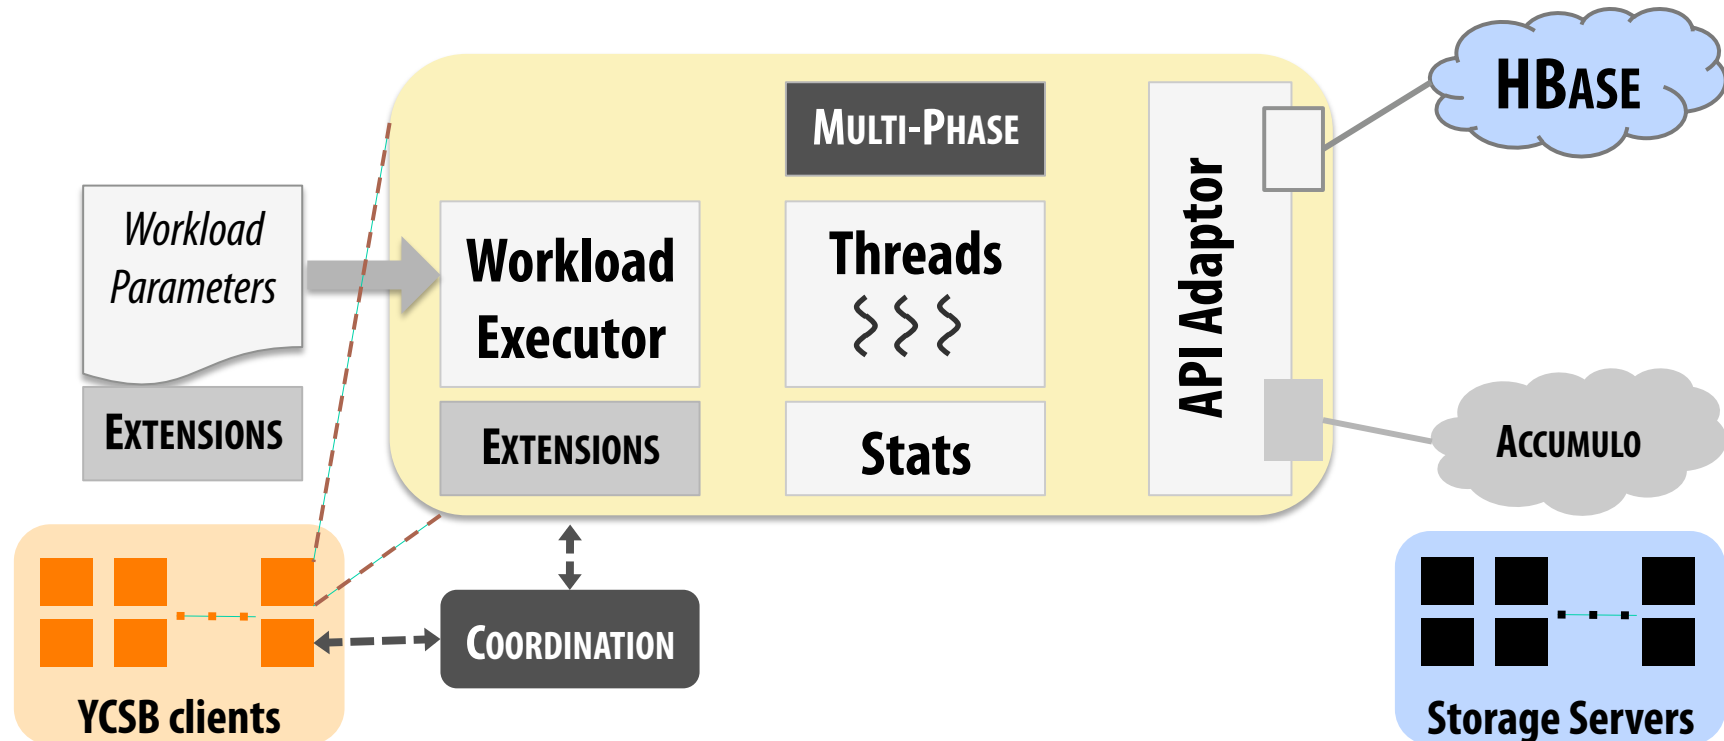 HBASE
MULTI-PHASE
Workload
Parameters
Workload
Executor
Threads
API Adaptor
EXTENSIONS
EXTENSIONS
Stats
ACCUMULO
COORDINATION
YCSB clients
Storage Servers